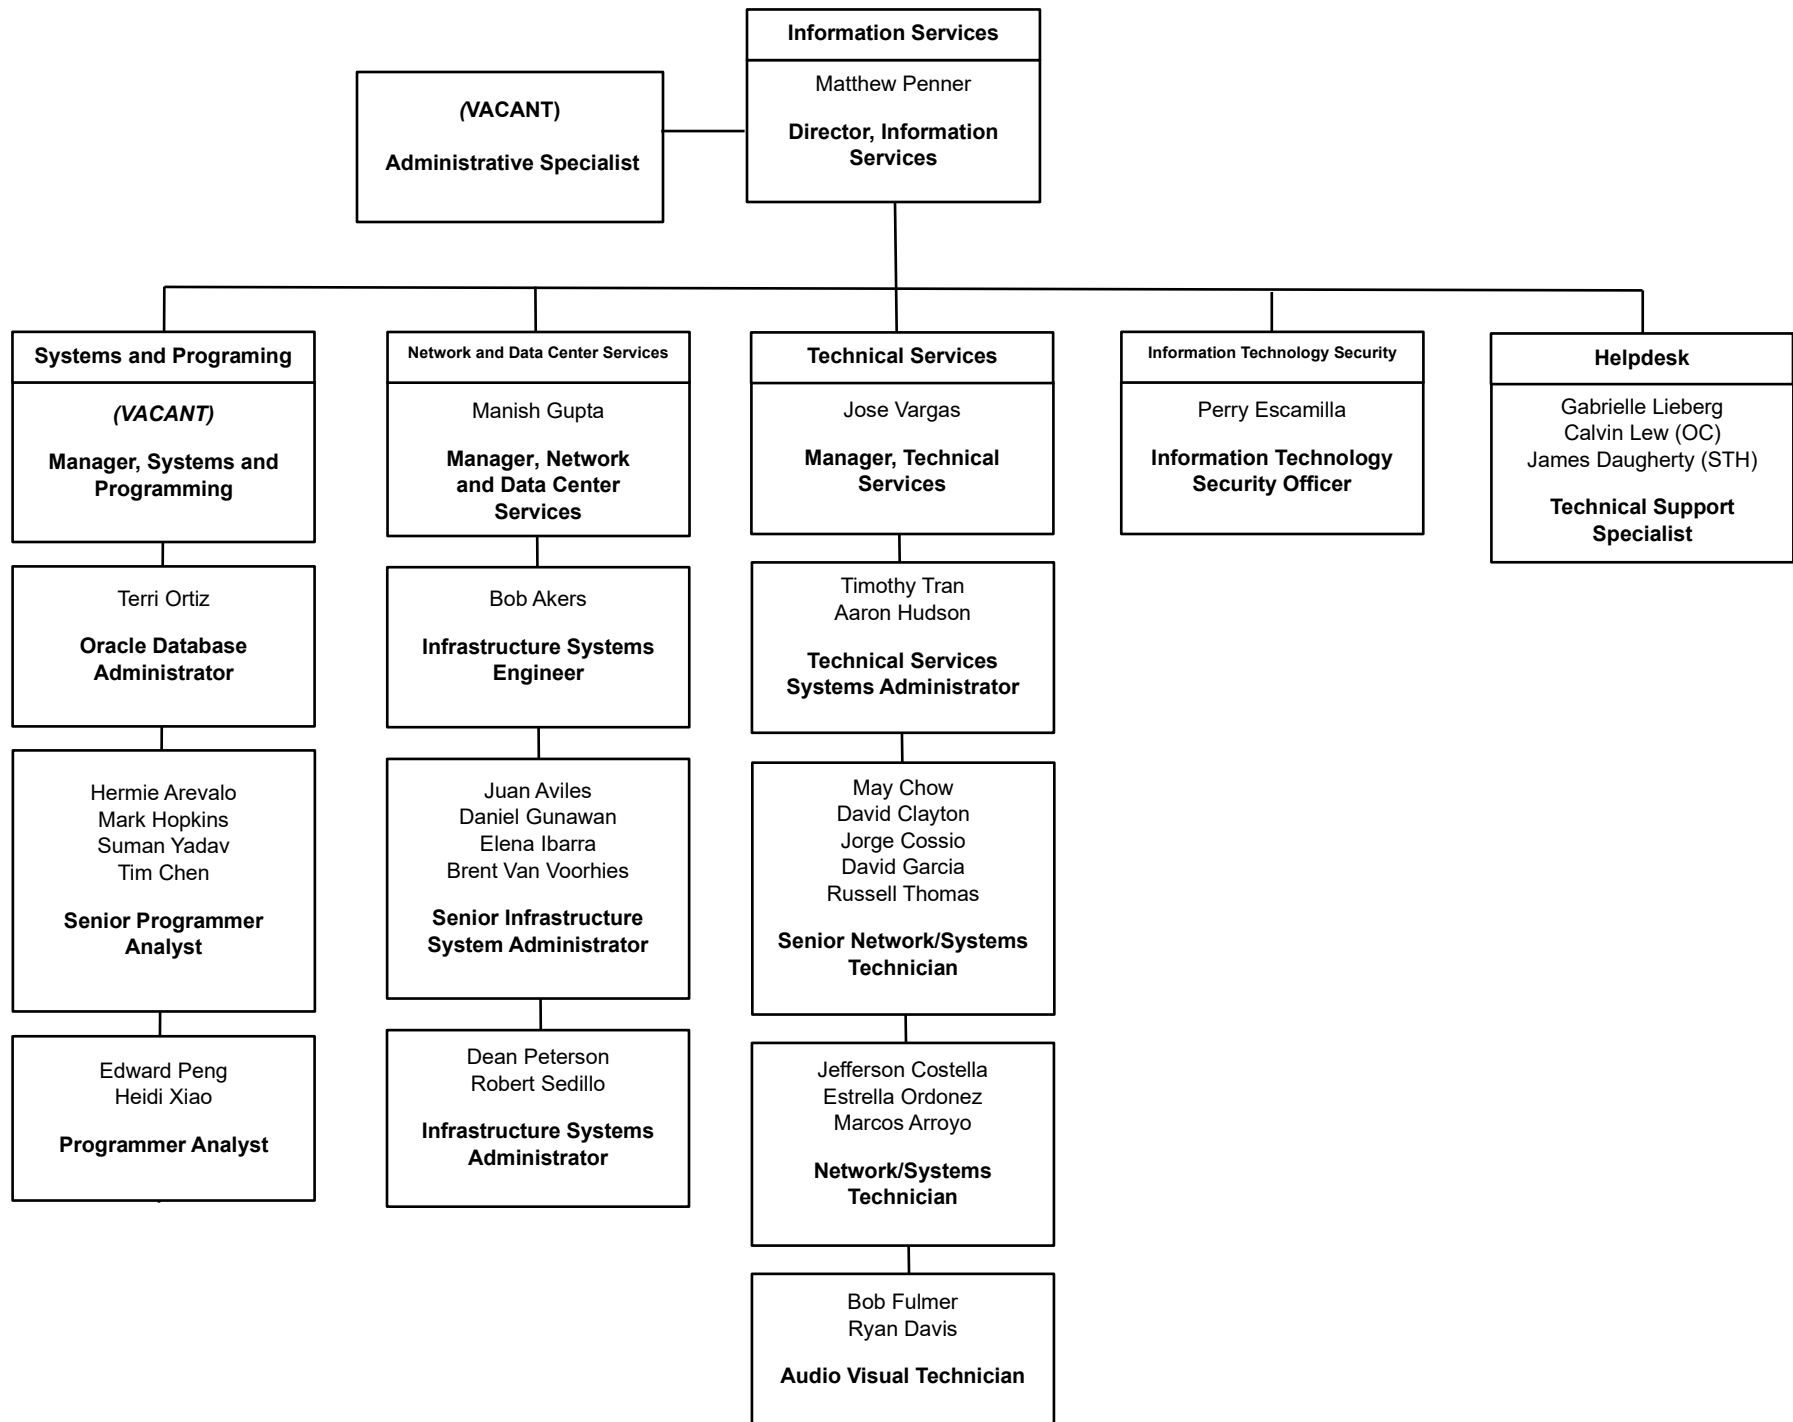 Information Services
Matthew Penner
Director, Information
Services
(VACANT)
Administrative Specialist
Systems and Programing
(VACANT)
Manager, Systems and
Programming
Terri Ortiz
Oracle Database
Administrator
Hermie Arevalo
Mark Hopkins
Suman Yadav
Tim Chen
Senior Programmer
Analyst
Edward Peng
Heidi Xiao
Programmer Analyst
Network and Data Center Services
Manish Gupta
Manager, Network
and Data Center
Services
Bob Akers
Infrastructure Systems
Engineer
Juan Aviles
Daniel Gunawan
Elena Ibarra
Brent Van Voorhies
Senior Infrastructure
System Administrator
Dean Peterson
Robert Sedillo
Infrastructure Systems
Administrator
Technical Services
Jose Vargas
Manager, Technical
Services
Timothy Tran
Aaron Hudson
Technical Services
Systems Administrator
May Chow
David Clayton
Jorge Cossio
David Garcia
Russell Thomas
Senior Network/Systems
Technician
Jefferson Costella
Estrella Ordonez
Marcos Arroyo
Network/Systems
Technician
Bob Fulmer
Ryan Davis
Audio Visual Technician
Information Technology Security
Perry Escamilla
Information Technology
Security Officer
Helpdesk
Gabrielle Lieberg
Calvin Lew (OC)
James Daugherty (STH)
Technical Support
Specialist